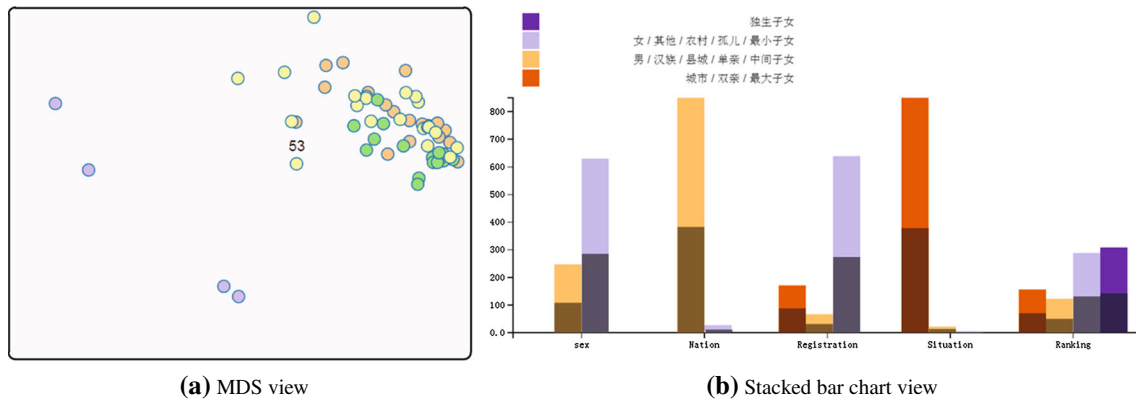 53
(a) MDS view
独生子女
女 / 其他 / 农村 / 孤儿 / 最小子女
男 / 汉族 / 县城 / 单亲 / 中间子女
城市 / 双亲 / 最大子女
800
700
600
500
400
300
200
100
0.0
sex
Nation
Registration
Situation
Ranking
(b) Stacked bar chart view